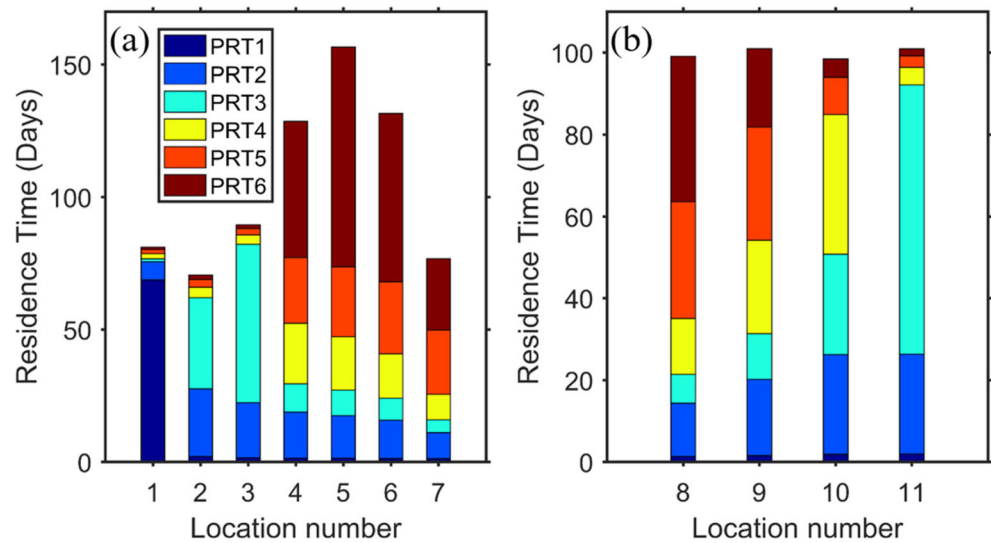 (a)
PRT1
PRT2
PRT3
PRT4
PRT5
PRT6
Residence Time (Days)
150
100
50
0
1 2 3 4 5 6 7
Location number
(b)
Residence Time (Days)
100
80
60
40
20
0
8 9 10 11
Location number